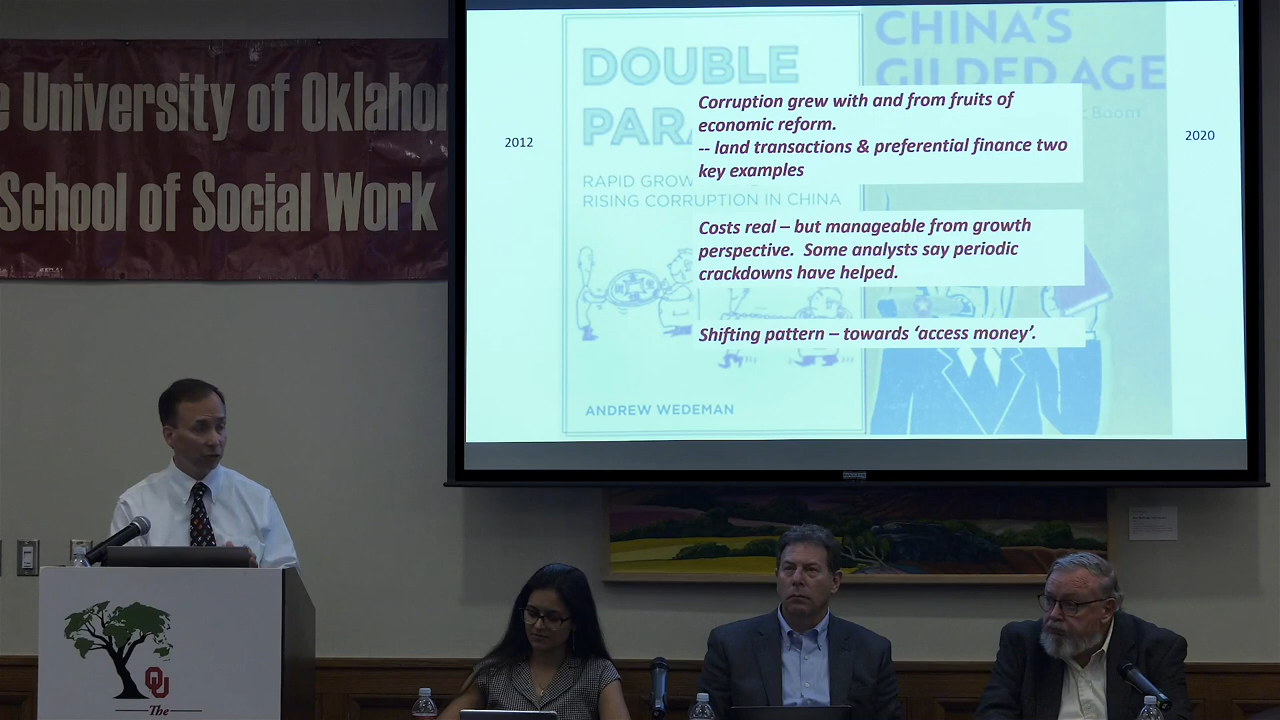 e University of Oklahom
School of Social Work
DOUBLE
PAR
RAPID GROW
RISING CORRUPTION IN CHINA
ANDREW WEDEMAN
2012
CHINA'S
GILDED AGE
Boom
2020
Corruption grew with and from fruits of
economic reform.
-- land transactions & preferential finance two
key examples
Costs real – but manageable from growth
perspective. Some analysts say periodic
crackdowns have helped.
Shifting pattern – towards ‘access money’.
OU
The